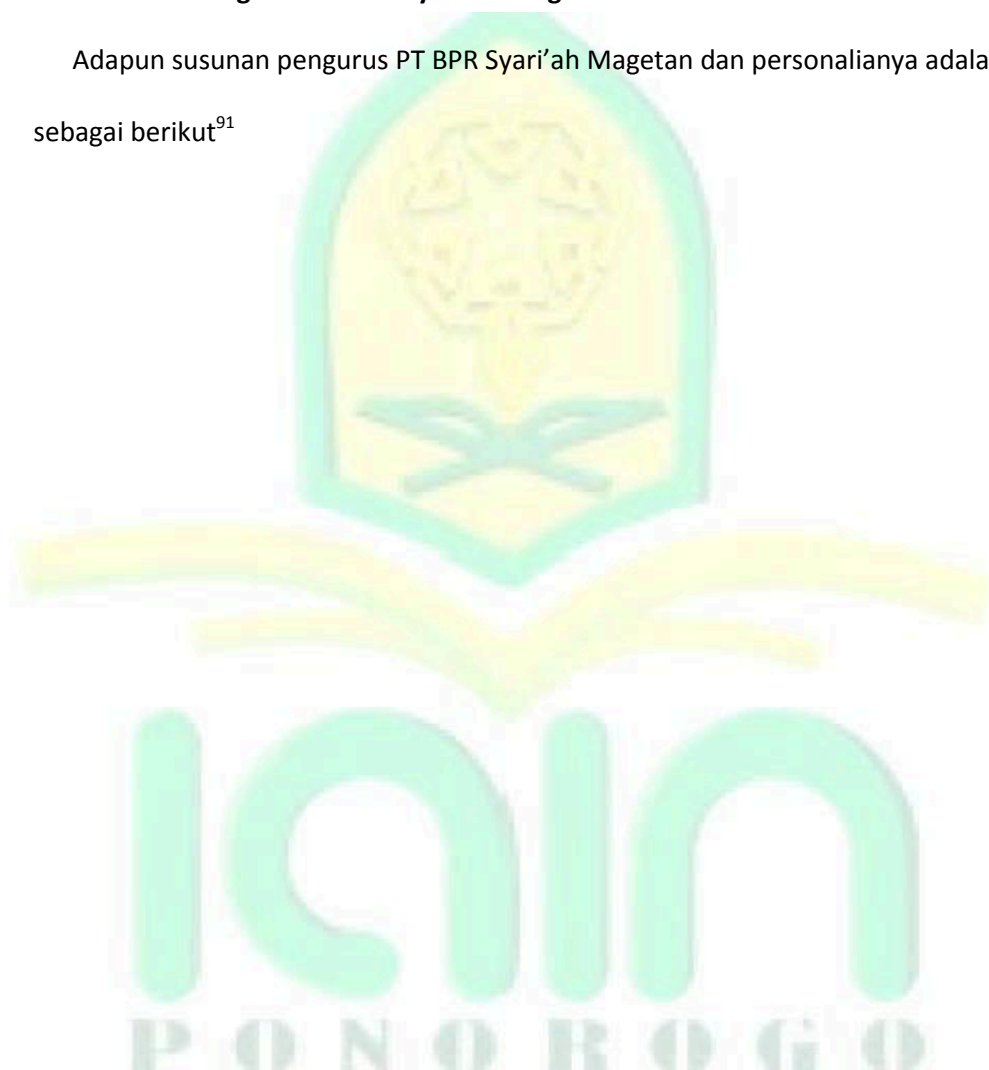 Adapun susunan pengurus PT BPR Syari’ah Magetan dan personalianya adala
sebagai berikut91
iain
PONOROGO